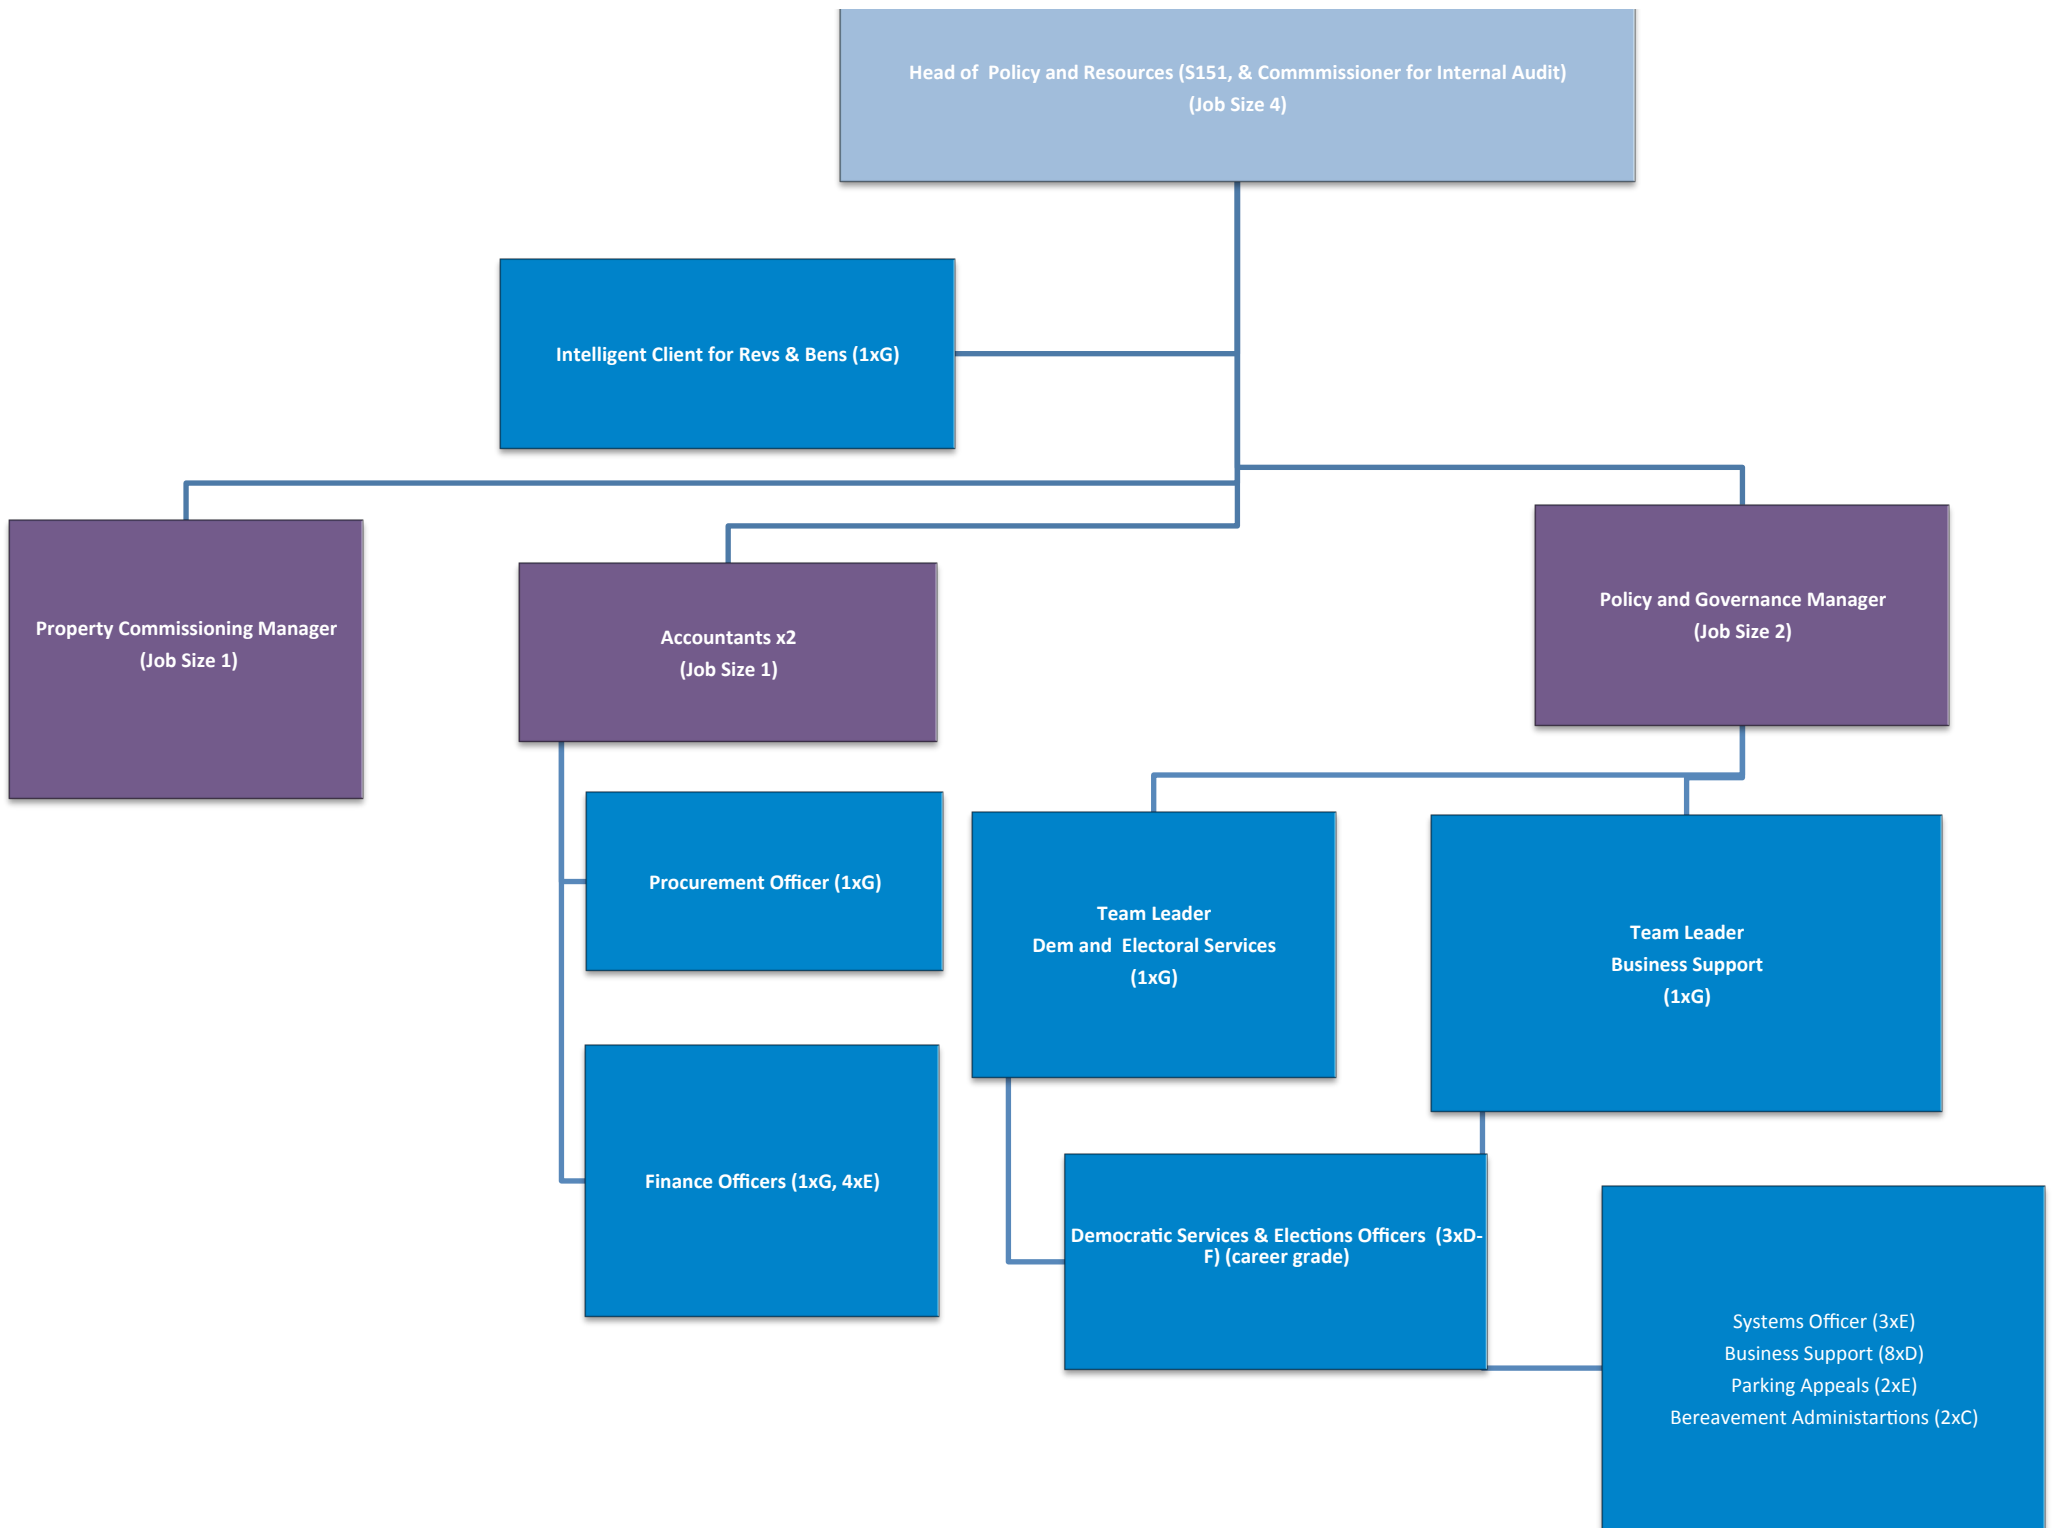 Head of  Policy and Resources (S151, & Commmissioner for Internal Audit)
(Job Size 4)
Intelligent Client for Revs & Bens (1xG)
Property Commissioning Manager
(Job Size 1)
Accountants x2
(Job Size 1)
Policy and Governance Manager
(Job Size 2)
Procurement Officer (1xG)
Finance Officers (1xG, 4xE)
Team Leader
Dem and  Electoral Services
(1xG)
Team Leader
Business Support
(1xG)
Democratic Services & Elections Officers  (3xD-
F) (career grade)
Systems Officer (3xE)
Business Support (8xD)
Parking Appeals (2xE)
Bereavement Administartions (2xC)